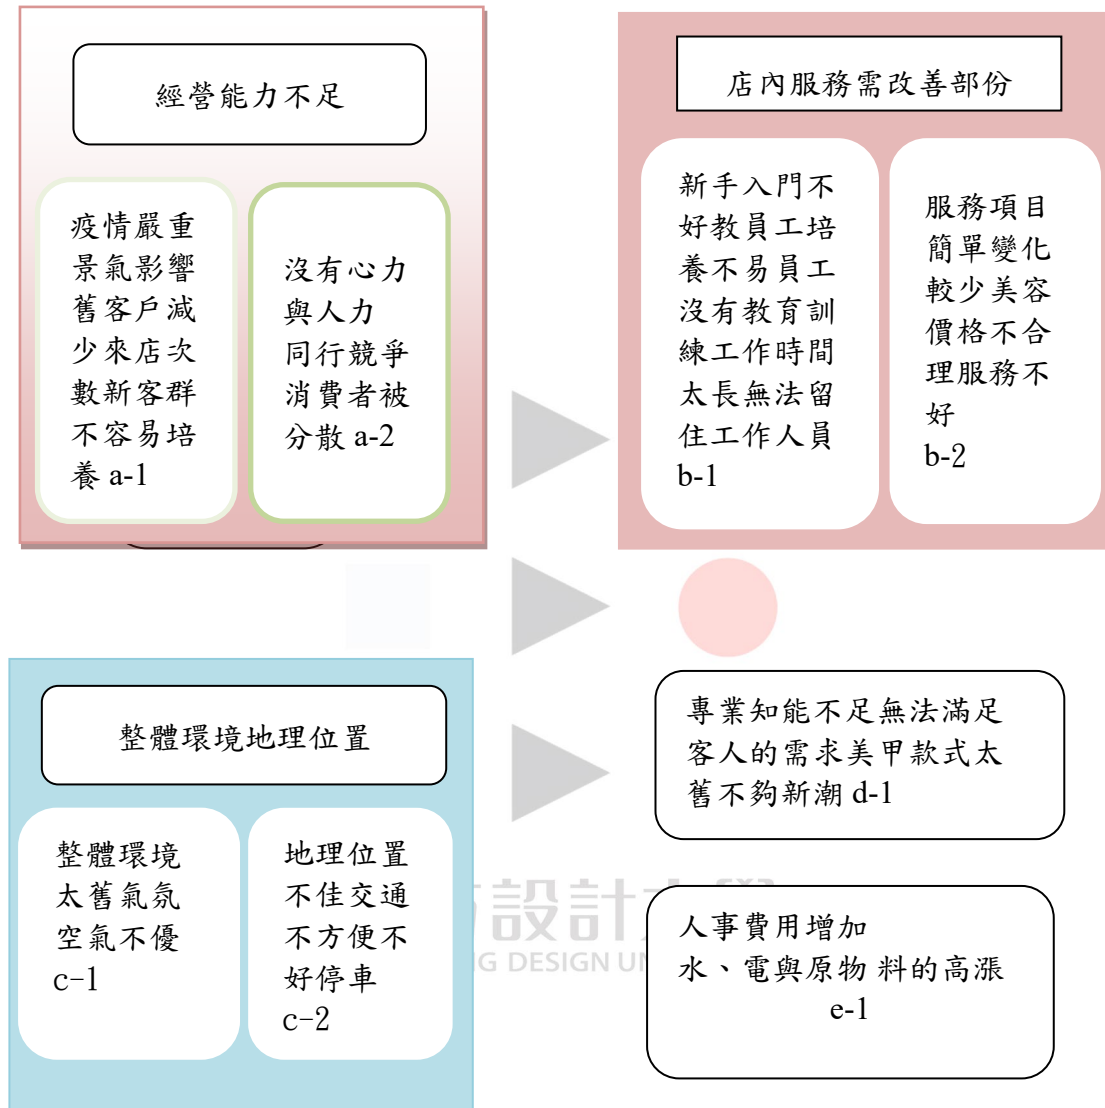 經營能力不足
疫情嚴重
景氣影響
舊客戶減
少來店次
數新客群
不容易培
養 a-1
沒有心力
與人力
同行競爭
消費者被
分散 a-2
店內服務需改善部份
新手入門不
好教員工培
養不易員工
沒有教育訓
練工作時間
太長無法留
住工作人員
b-1
服務項目
簡單變化
較少美容
價格不合
理服務不
好
b-2
整體環境地理位置
整體環境
太舊氣氛
空氣不優
c-1
地理位置
不佳交通
不方便不
好停車
c-2
專業知能不足無法滿足
客人的需求美甲款式太
舊不夠新潮 d-1
設計
DESIGN
人事費用增加
水、電與原物 料的高漲
e-1